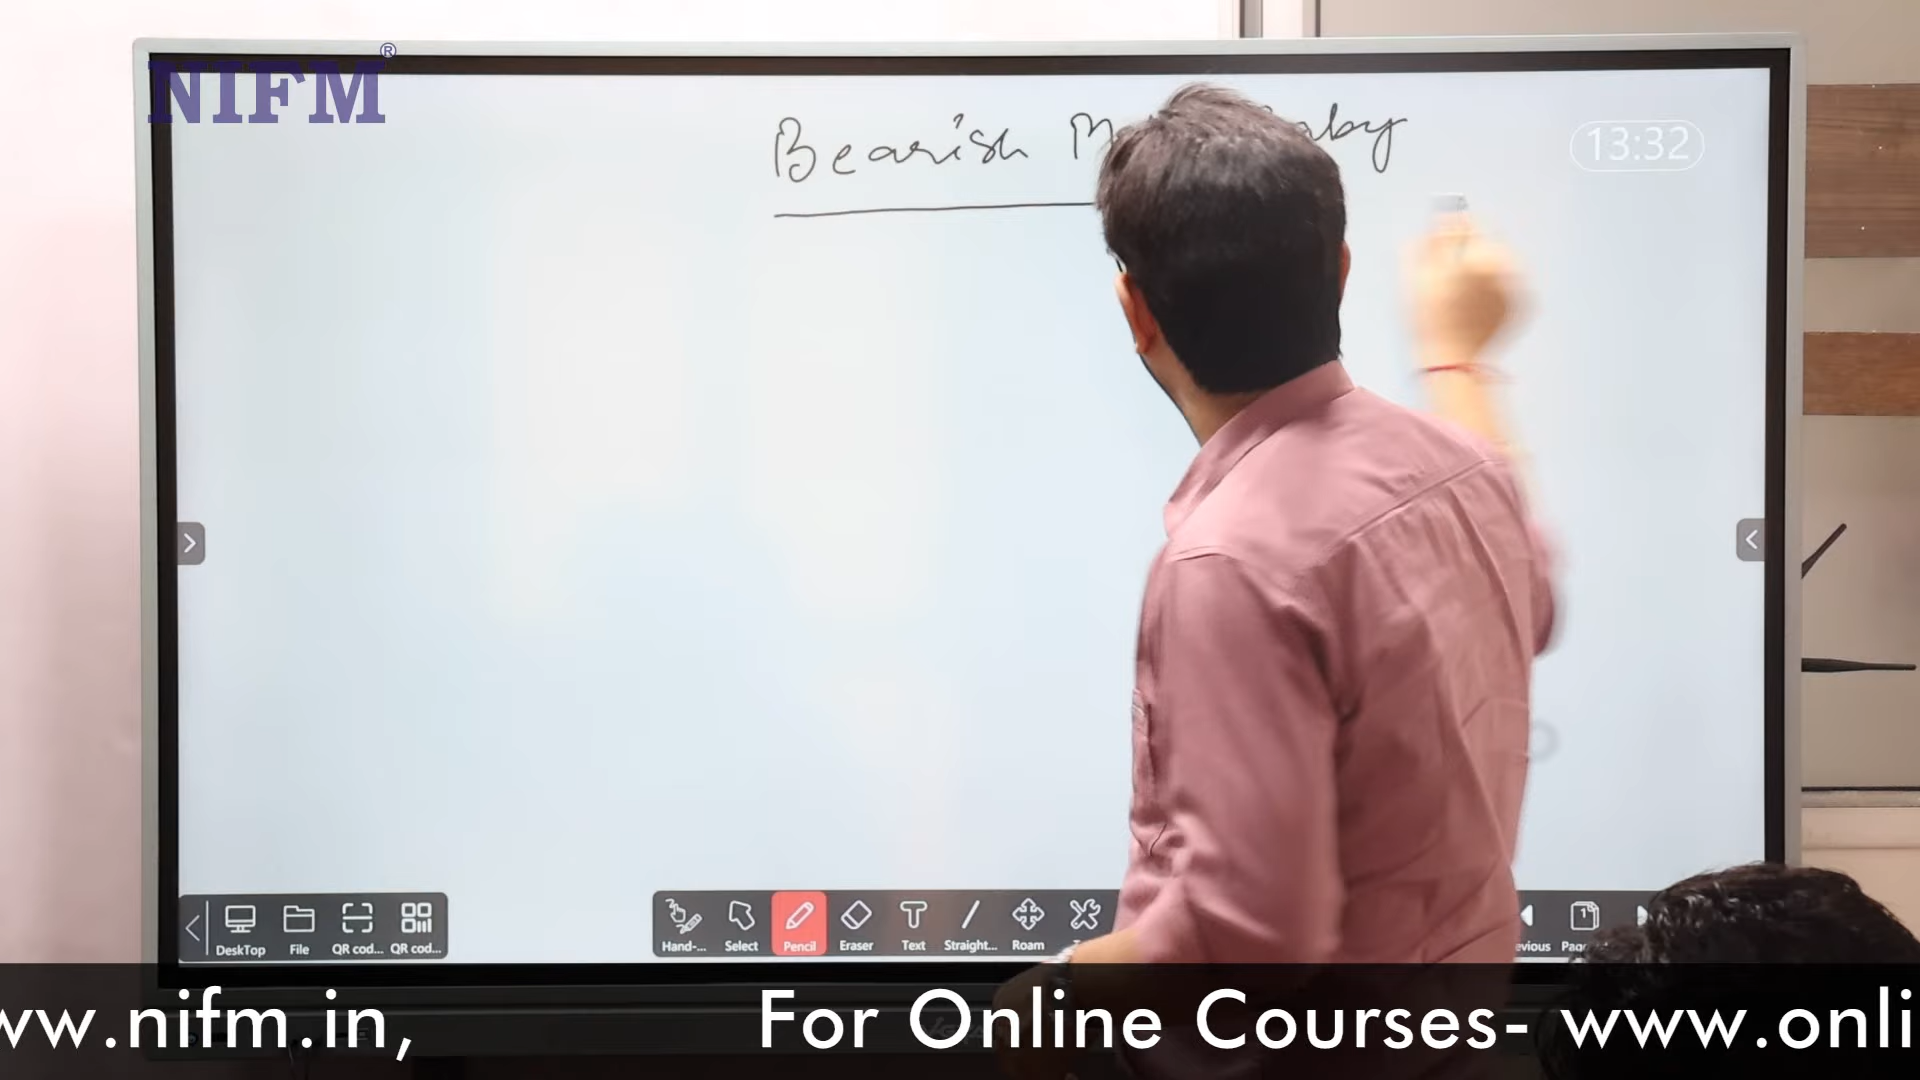 NIFM®
Bearish
13:32
DeskTop File QR cod... QR cod...
Hand-... Select Pencil Eraser Text Straight... Roam
ww.nifm.in, For Online Courses- www.onli